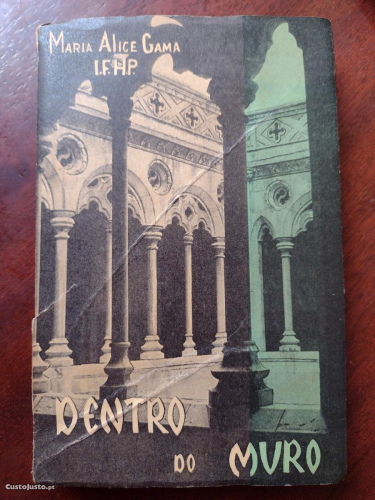 MARIA ALICE GAMA
I.F.H.P.
DENTRO
DO MURO
CustoJusto.pt